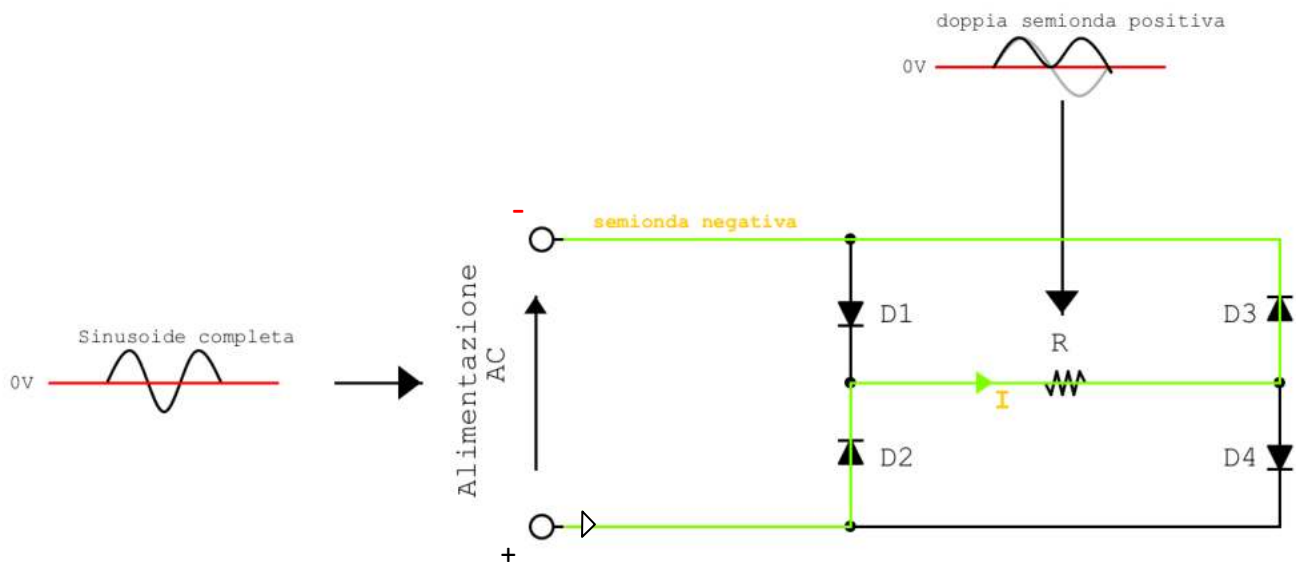 doppia semionda positiva
0V
-
semionda negativa
Alimentazione
AC
Sinusoide completa
0V
D1
D3
R
I
D2
D4
+